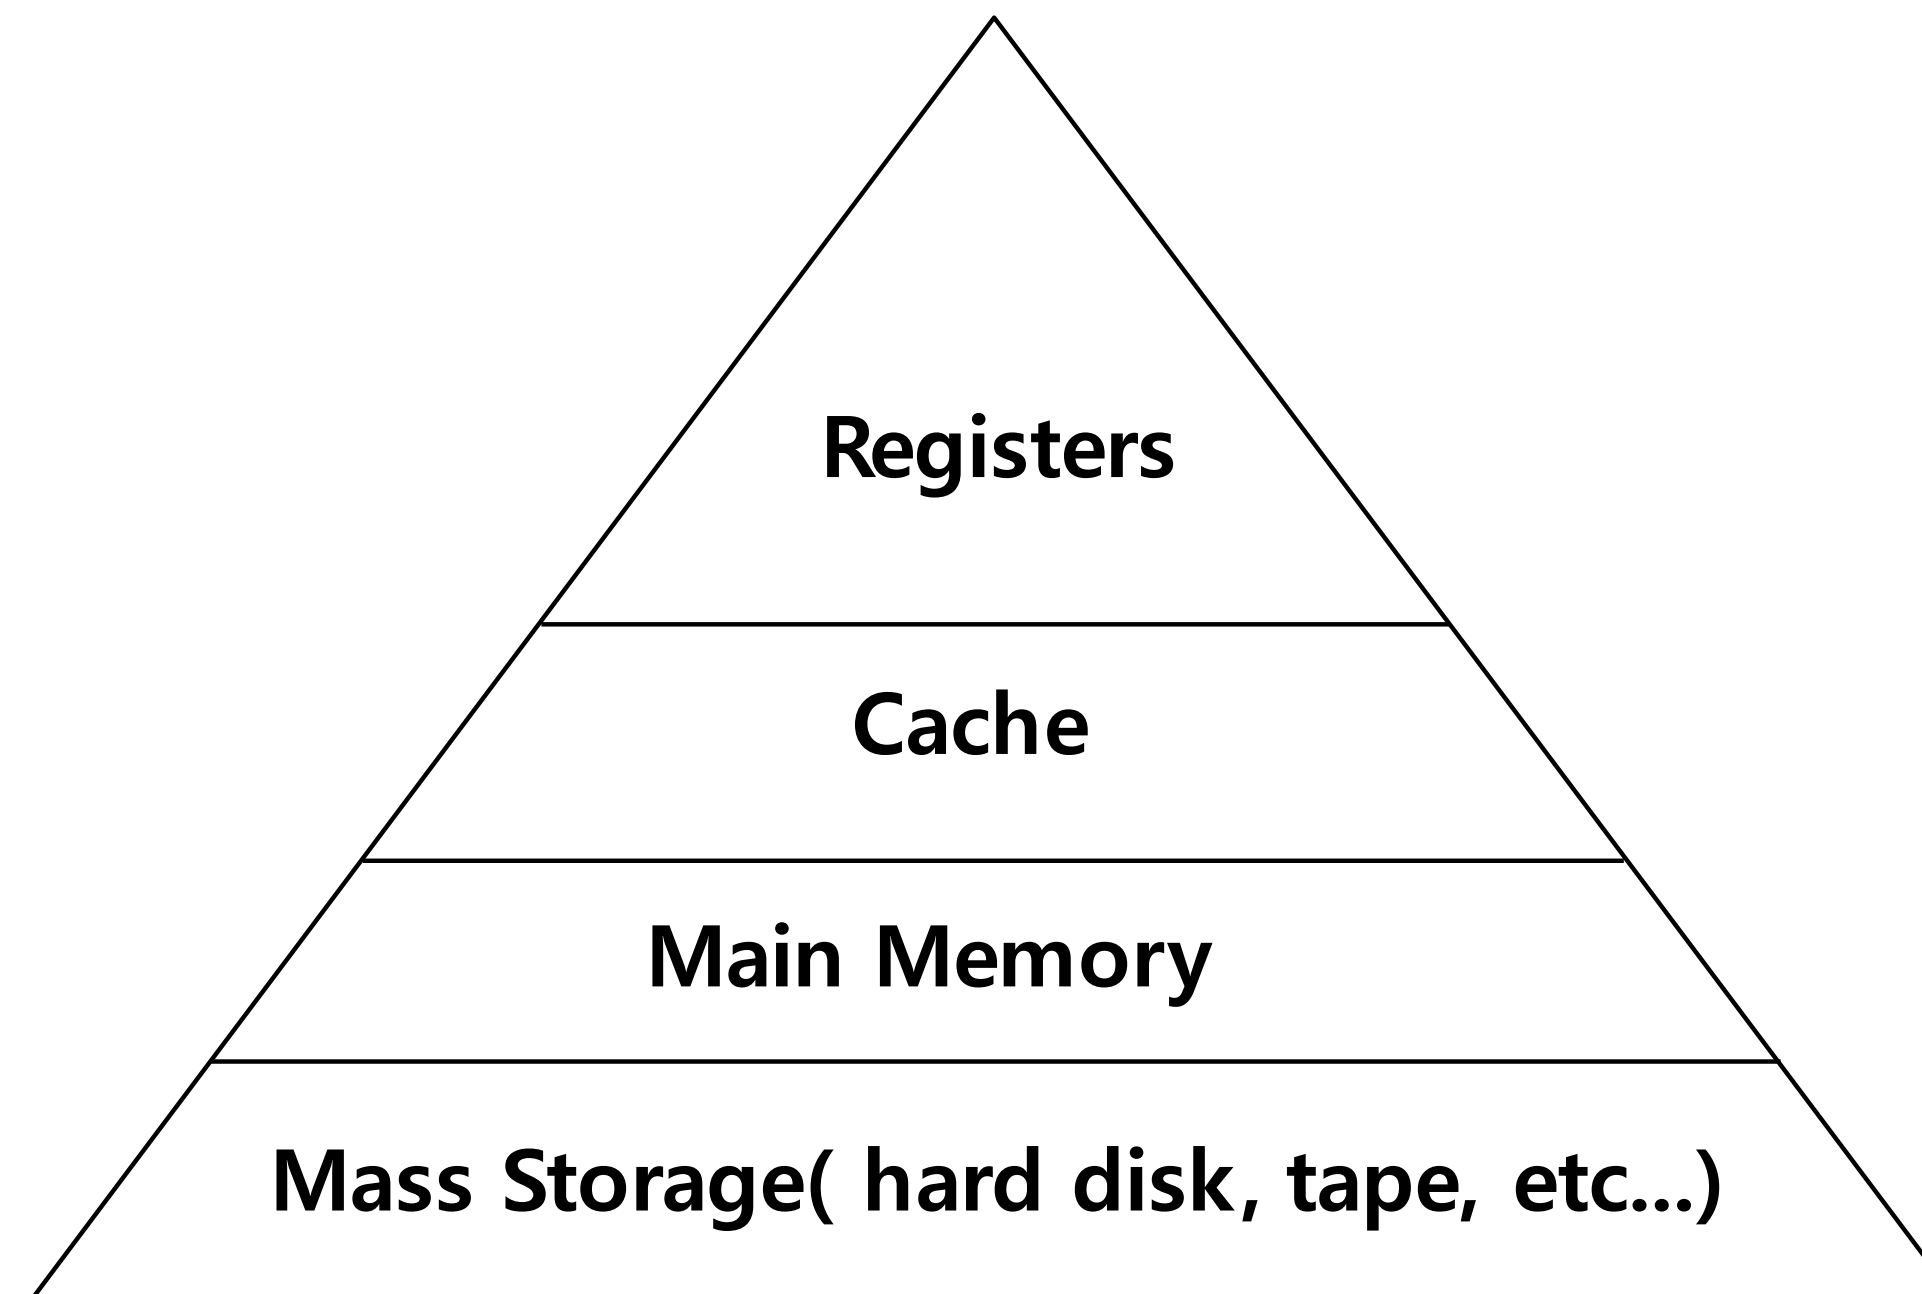 Registers
Cache
Main Memory
Mass Storage( hard disk, tape, etc...)